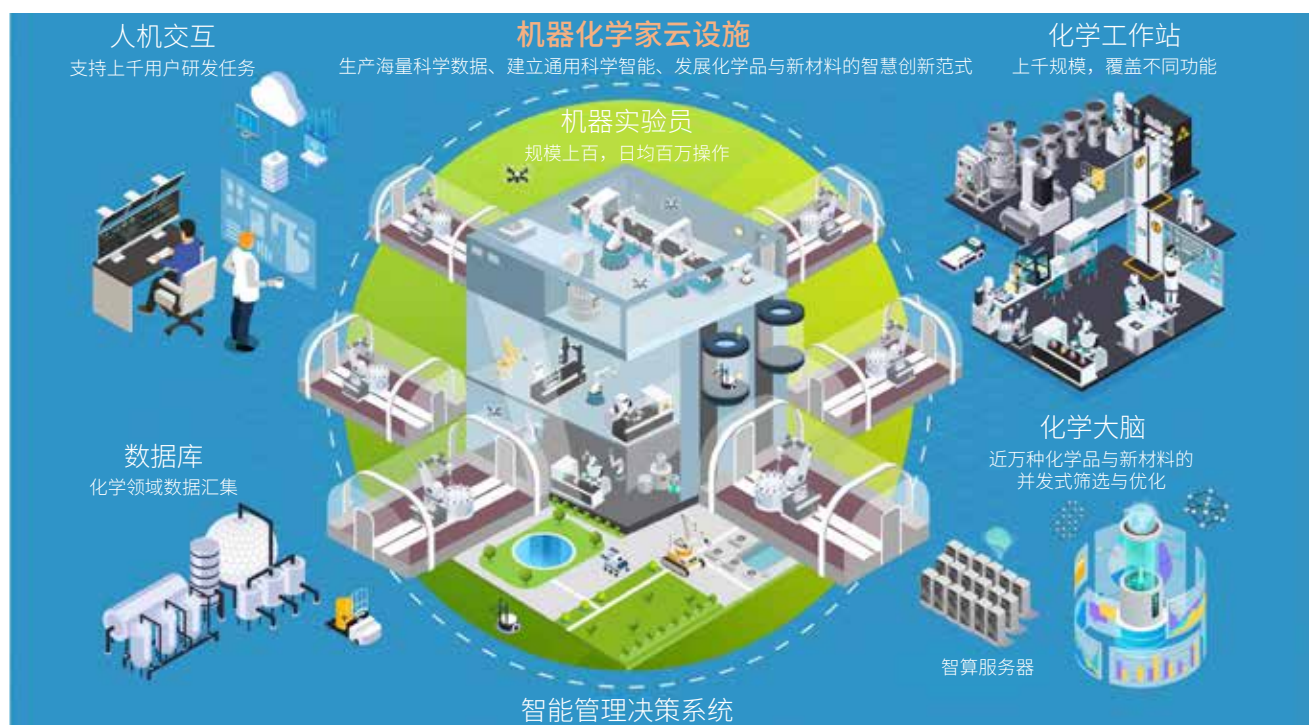 机器化学家云设施
生产海量科学数据、建立通用科学智能、发展化学品与新材料的智慧创新范式
人机交互
支持上千用户研发任务
机器实验员
规模上百，日均百万操作
化学工作站
上千规模，覆盖不同功能
数据库
化学领域数据汇集
化学大脑
近万种化学品与新材料的
并发式筛选与优化
智算服务器
智能管理决策系统